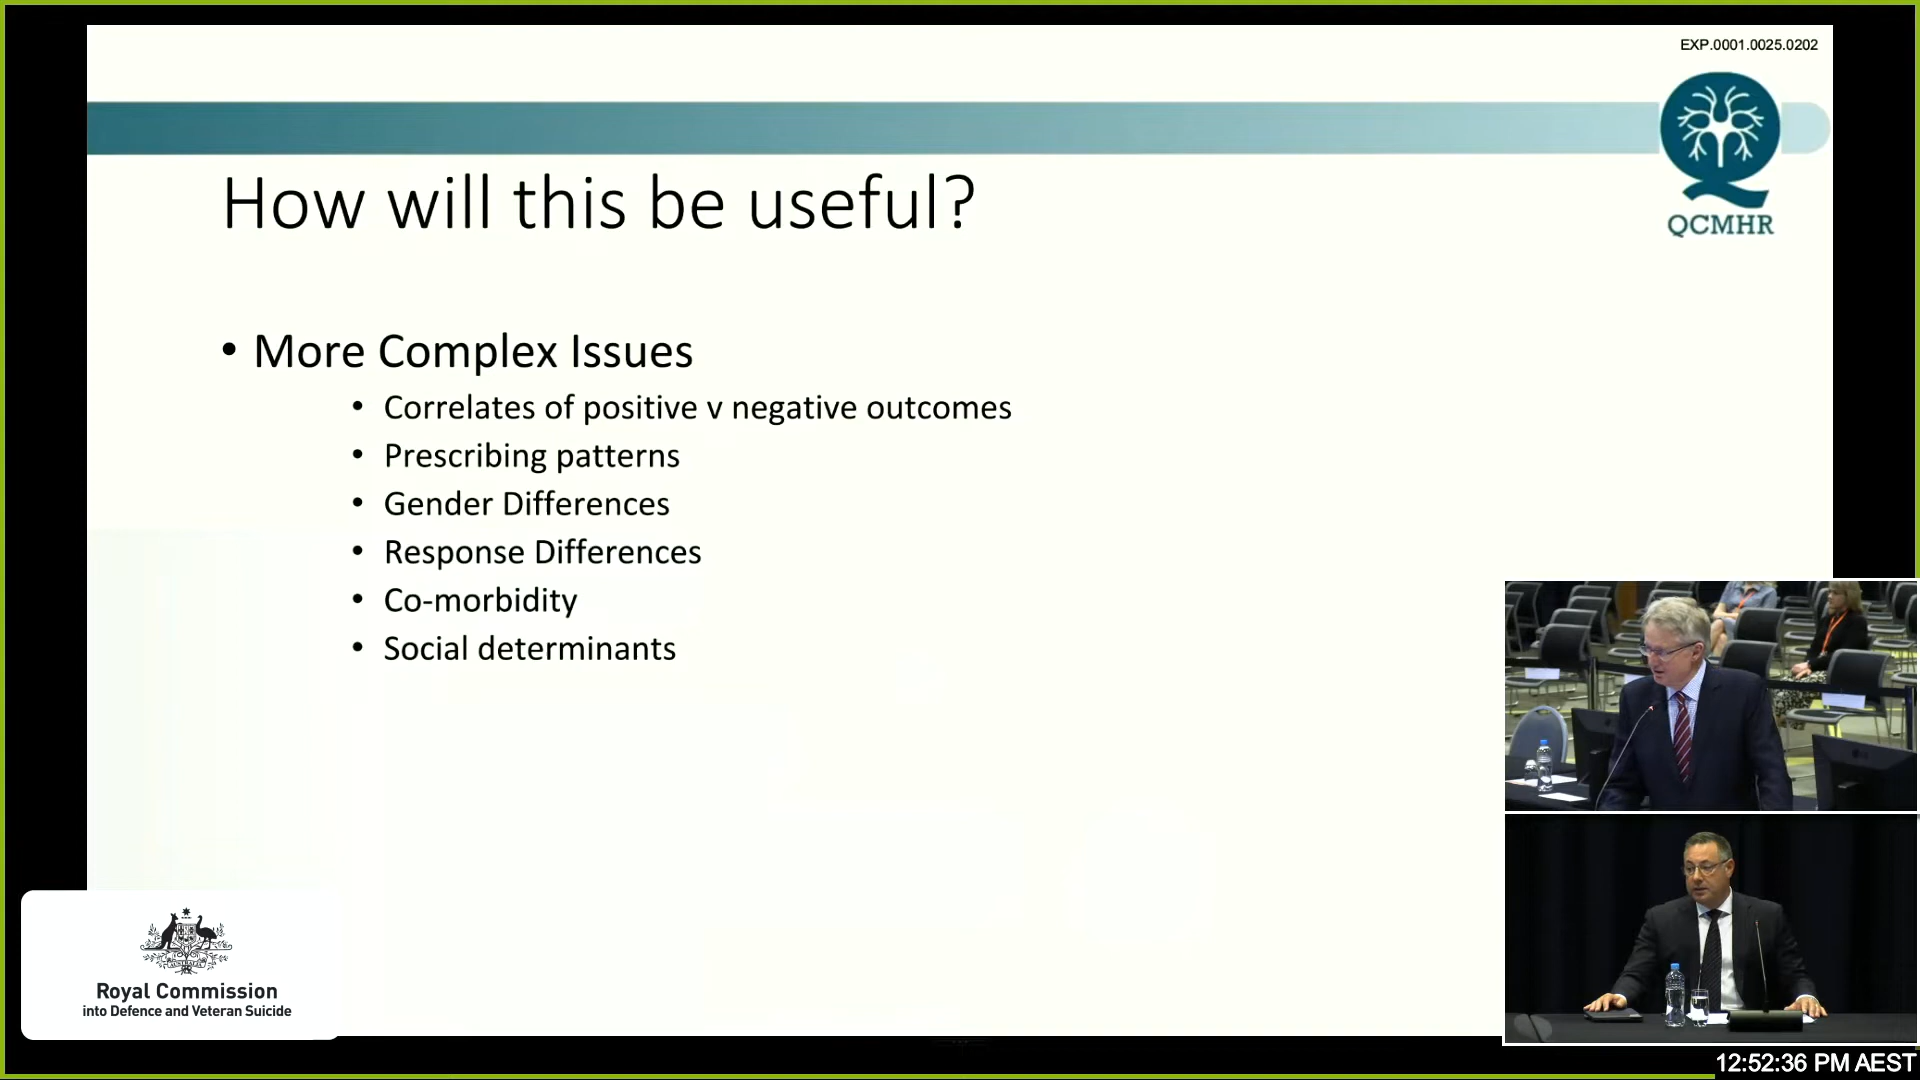 EXP.0001.0025.0202
QCMHR
How will this be useful?
• More Complex Issues
• Correlates of positive v negative outcomes
• Prescribing patterns
• Gender Differences
• Response Differences
• Co-morbidity
• Social determinants
Royal Commission
into Defence and Veteran Suicide
12:52:36 PM AEST